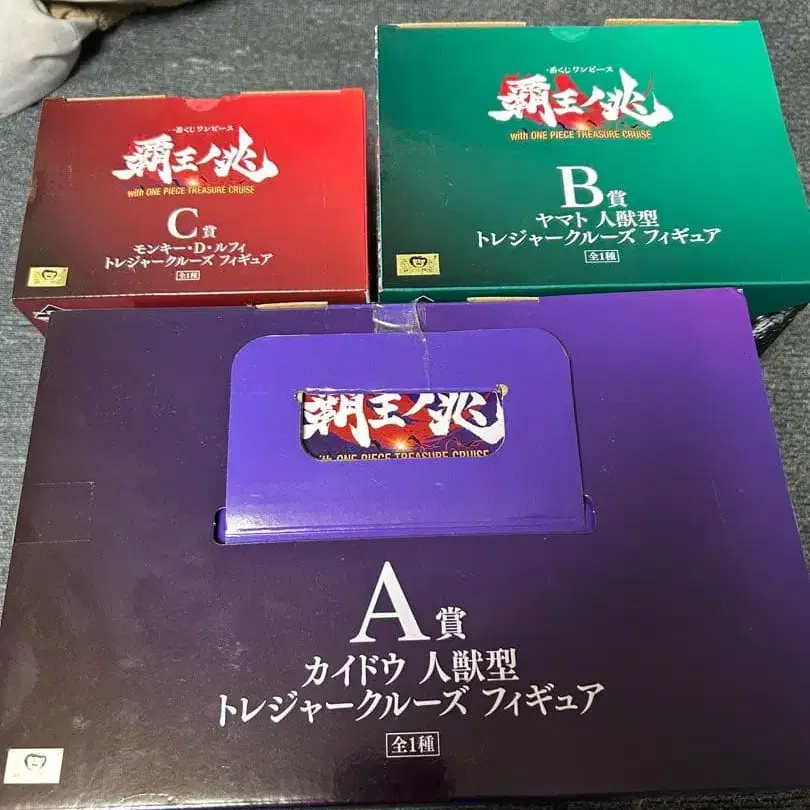 一番くじワンピース
覇王ノ兆
with ONE PIECE TREASURE CRUISE
C賞
モンキー・D・ルフィ
トレジャークルーズ フィギュア
全1種
一番くじワンピース
覇王ノ兆
with ONE PIECE TREASURE CRUISE
B賞
ヤマト 人獣型
トレジャークルーズ フィギュア
全1種
覇王ノ兆
with ONE PIECE TREASURE CRUISE
A賞
カイドウ 人獣型
トレジャークルーズ フィギュア
全1種